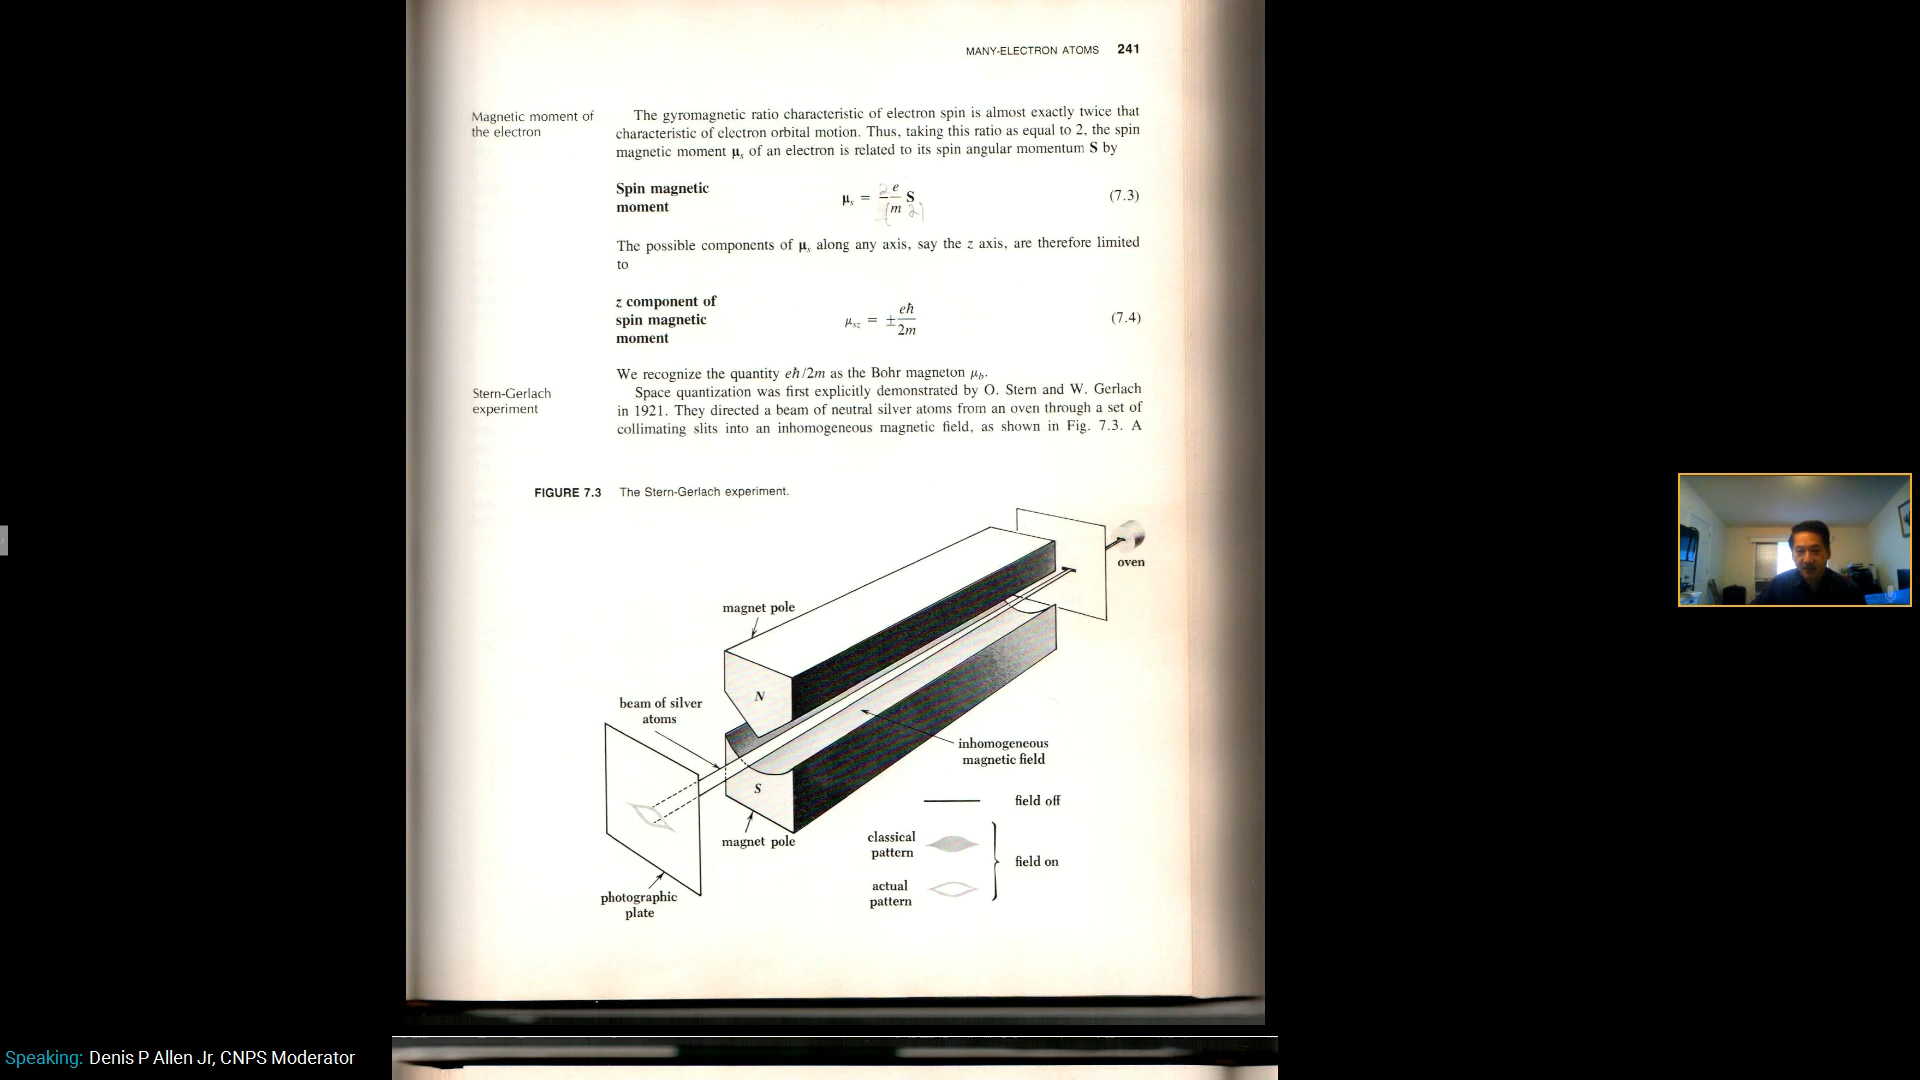 MANY-ELECTRON ATOMS 241
Magnetic moment of
the electron
The gyromagnetic ratio characteristic of electron spin is almost exactly twice that
characteristic of electron orbital motion. Thus, taking this ratio as equal to 2, the spin
magnetic moment μs of an electron is related to its spin angular momentum S by
Spin magnetic
moment
μs = 2e/(m 2) S (7.3)
The possible components of μs along any axis, say the z axis, are therefore limited
to
z component of
spin magnetic
moment
μsz = ± eħ/2m (7.4)
We recognize the quantity eħ/2m as the Bohr magneton μb.
Stern-Gerlach
experiment
Space quantization was first explicitly demonstrated by O. Stern and W. Gerlach
in 1921. They directed a beam of neutral silver atoms from an oven through a set of
collimating slits into an inhomogeneous magnetic field, as shown in Fig. 7.3. A
FIGURE 7.3 The Stern-Gerlach experiment.
oven
magnet pole
N
beam of silver
atoms
inhomogeneous
magnetic field
S
field off
magnet pole
classical
pattern
field on
actual
pattern
photographic
plate
Speaking: Denis P Allen Jr, CNPS Moderator